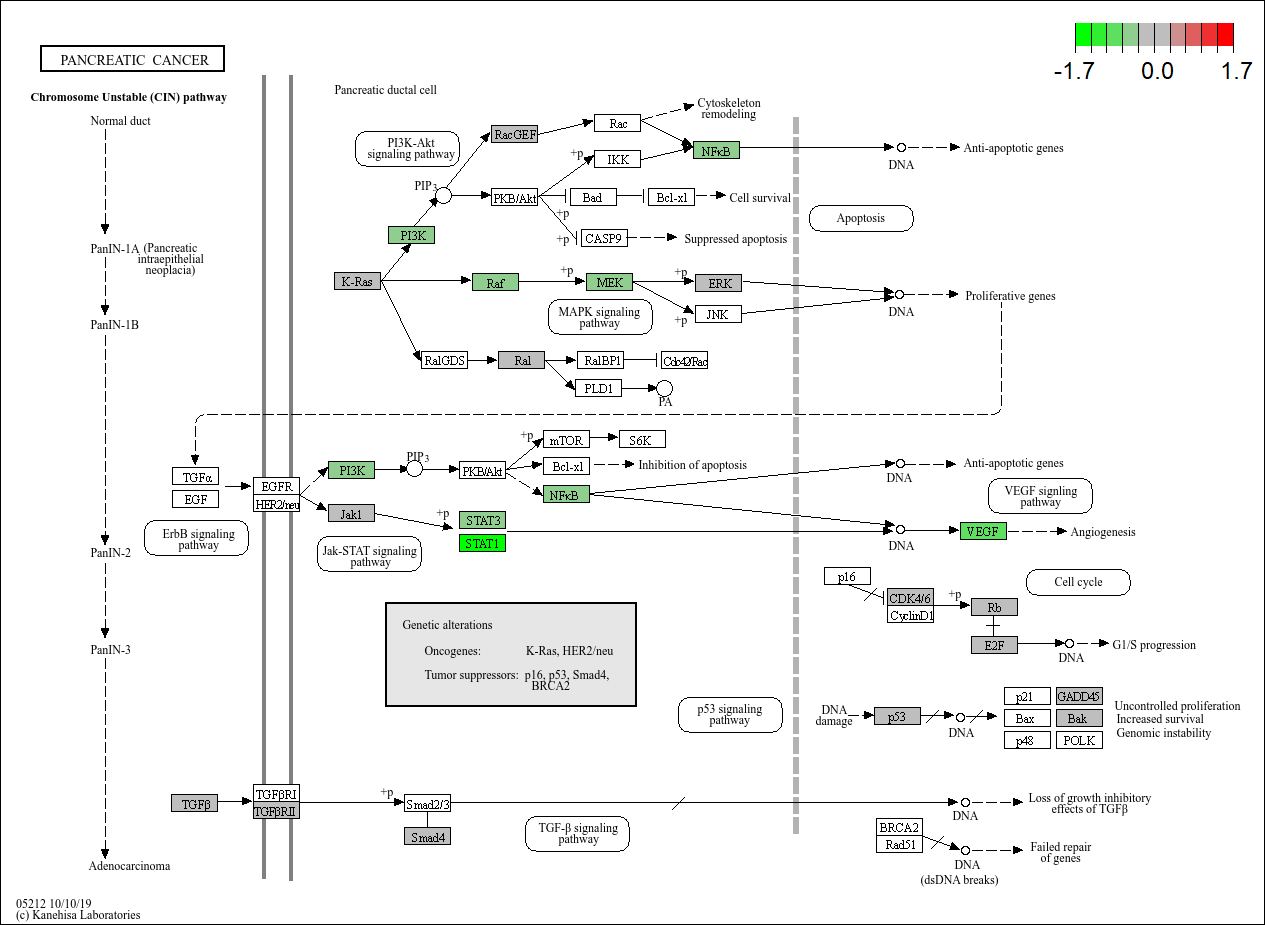 PANCREATIC CANCER
-1.7
0.0
1.7
Chromosome Unstable (CIN) pathway
Normal duct
PanIN-1A (Pancreatic
intraepithelial
neoplacia)
PanIN-1B
PanIN-2
PanIN-3
Adenocarcinoma
Pancreatic ductal cell
PI3K-Akt
signaling pathway
RacGEF
Rac
Cytoskeleton
remodeling
NFκB
DNA
Anti-apoptotic genes
+p
IKK
PIP3
PKB/Akt
Bad
Bcl-xl
Cell survival
+p
+p
CASP9
Suppressed apoptosis
Apoptosis
PI3K
K-Ras
Raf
+p
MEK
+p
ERK
DNA
Proliferative genes
MAPK signaling
pathway
+p
JNK
RalGDS
Ral
RalBP1
Cdc42/Rac
PLD1
PA
TGFα
EGF
EGFR
HER2/neu
ErbB signaling
pathway
PI3K
PIP3
PKB/Akt
+p
mTOR
S6K
Bcl-xl
Inhibition of apoptosis
NFκB
DNA
Anti-apoptotic genes
VEGF signling
pathway
Jak1
+p
STAT3
STAT1
Jak-STAT signaling
pathway
DNA
VEGF
Angiogenesis
p16
CDK4/6
CyclinD1
+p
Rb
E2F
Cell cycle
DNA
G1/S progression
Genetic alterations
Oncogenes: K-Ras, HER2/neu
Tumor suppressors: p16, p53, Smad4,
BRCA2
p53 signaling
pathway
DNA
damage
p53
DNA
p21
GADD45
Bax
Bak
p48
POLK
Uncontrolled proliferation
Increased survival
Genomic instability
TGFβ
TGFβRI
TGFβRII
+p
Smad2/3
Smad4
TGF-β signaling
pathway
DNA
Loss of growth inhibitory
effects of TGFβ
BRCA2
Rad51
DNA
(dsDNA breaks)
Failed repair
of genes
05212 10/10/19
(c) Kanehisa Laboratories